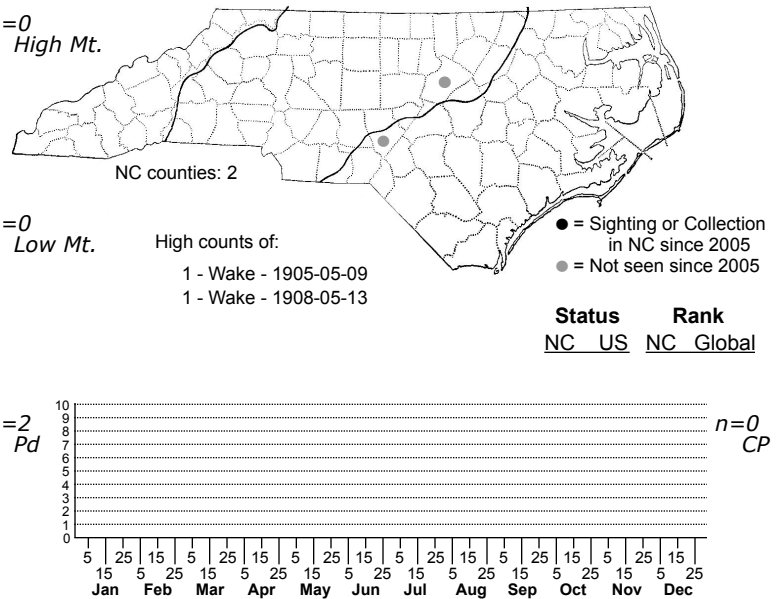 =0
High Mt.
NC counties: 2
=0
Low Mt.
High counts of:
1 - Wake - 1905-05-09
1 - Wake - 1908-05-13
= Sighting or Collection
in NC since 2005
= Not seen since 2005
Status Rank
NC US NC Global
=2
Pd
10
9
8
7
6
5
4
3
2
1
0
n=0
CP
5 25 15 5 25 15 5 25 15 5 25 15 5 25 15 5 25 15
15 5 25 15 5 25 15 5 25 15 5 25 15 5 25 15 5 25
Jan Feb Mar Apr May Jun Jul Aug Sep Oct Nov Dec